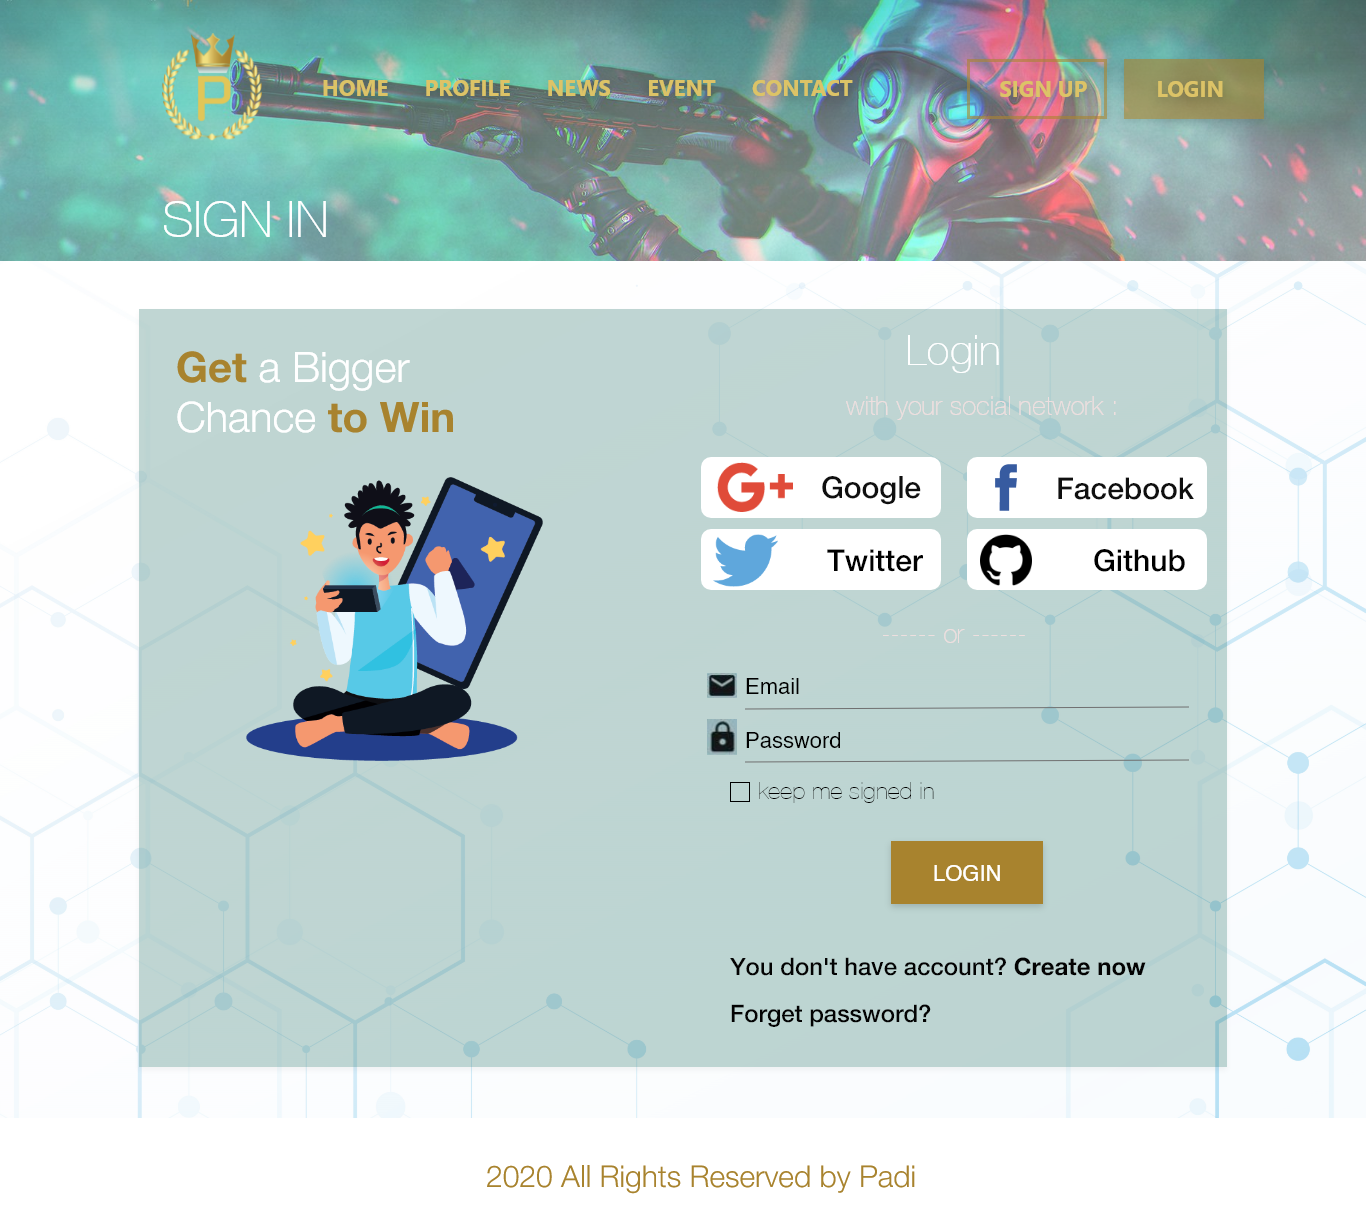 P
HOME PROFILE NEWS EVENT CONTACT SIGN UP LOGIN
SIGN IN
Get a Bigger
Chance to Win
Login
with your social network :
G+ Google
f Facebook
Twitter
Github
------ or ------
Email
Password
keep me signed in
LOGIN
You don't have account? Create now
Forget password?
2020 All Rights Reserved by Padi